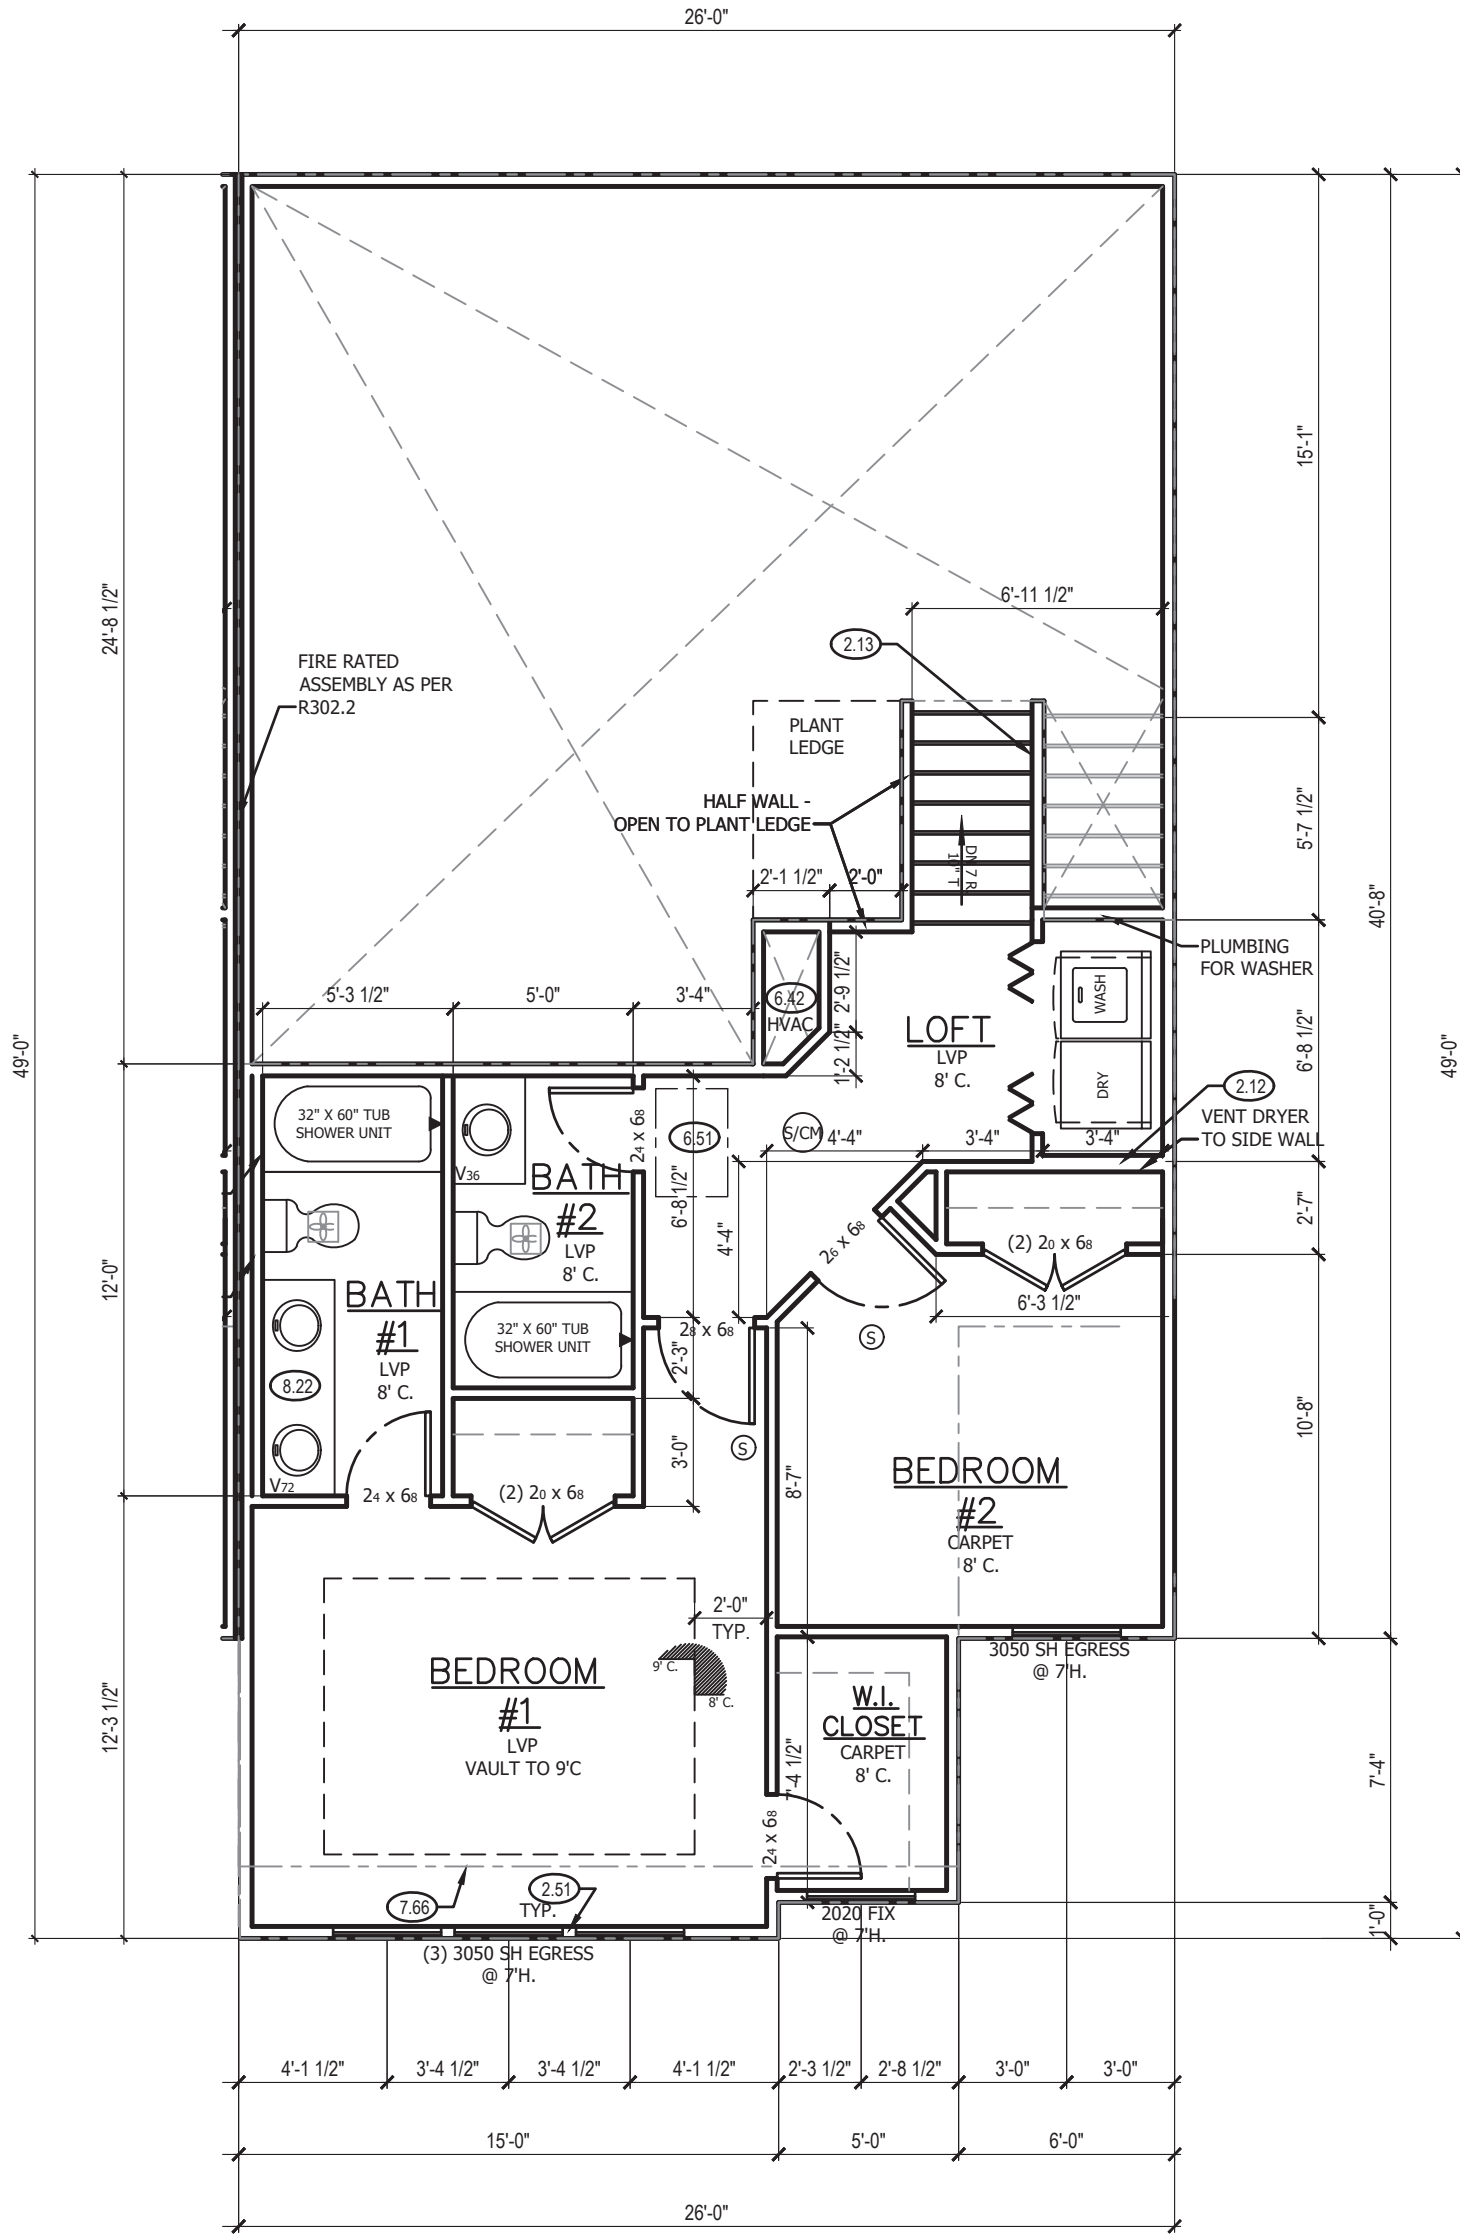 26'-0"
49'-0"
24'-8 1/2"
12'-0"
12'-3 1/2"
15'-1"
5'-7 1/2"
6'-8 1/2"
2'-7"
10'-8"
40'-8"
7'-4"
1'-0"
49'-0"
FIRE RATED
ASSEMBLY AS PER
R302.2
6'-11 1/2"
2.13
PLANT
LEDGE
HALF WALL -
OPEN TO PLANT LEDGE
DN 7 R
10" T
2'-1 1/2"
2'-0"
PLUMBING
FOR WASHER
5'-3 1/2"
5'-0"
3'-4"
6.42
HVAC
2'-9 1/2"
1'-2 1/2"
LOFT
LVP
8' C.
WASH
DRY
2.12
VENT DRYER
TO SIDE WALL
32" X 60" TUB
SHOWER UNIT
V36
24 x 68
6.51
S/CM
4'-4"
3'-4"
3'-4"
BATH
#2
LVP
8' C.
6'-8 1/2"
4'-4"
26 x 68
(2) 20 x 68
6'-3 1/2"
BATH
#1
LVP
8' C.
8.22
V72
32" X 60" TUB
SHOWER UNIT
28 x 68
2'-3"
S
S
3'-0"
8'-7"
24 x 68
(2) 20 x 68
BEDROOM
#2
CARPET
8' C.
2'-0"
TYP.
9' C.
8' C.
3050 SH EGRESS
@ 7'H.
BEDROOM
#1
LVP
VAULT TO 9'C
W.I.
CLOSET
CARPET
8' C.
7'-4 1/2"
24 x 68
7.66
2.51
TYP.
2020 FIX
@ 7'H.
(3) 3050 SH EGRESS
@ 7'H.
4'-1 1/2"
3'-4 1/2"
3'-4 1/2"
4'-1 1/2"
2'-3 1/2"
2'-8 1/2"
3'-0"
3'-0"
15'-0"
5'-0"
6'-0"
26'-0"